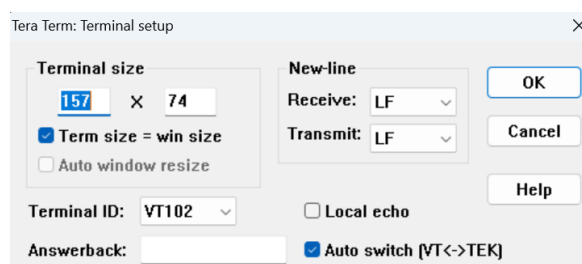 Tera Term: Terminal setup
Terminal size
157 X 74
Term size = win size
Auto window resize
New-line
Receive: LF
Transmit: LF
OK
Cancel
Help
Terminal ID: VT102
Local echo
Answerback:
Auto switch (VT<->TEK)